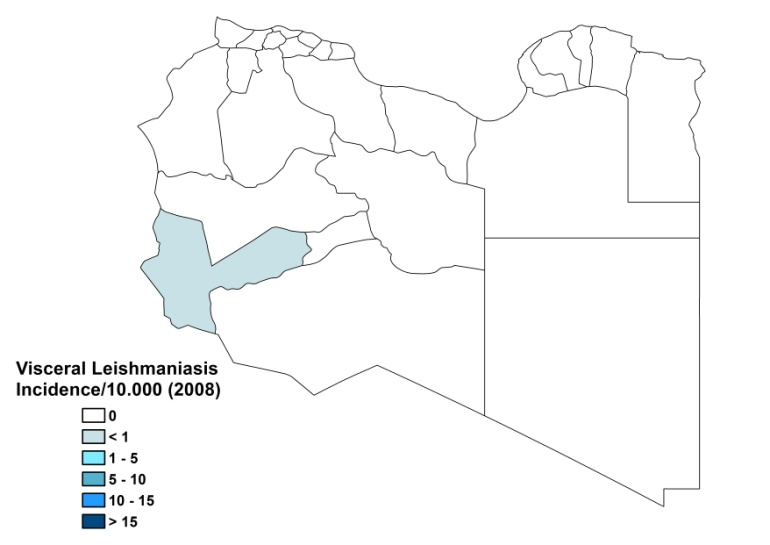 Visceral Leishmaniasis
Incidence/10.000 (2008)
0
< 1
1 - 5
5 - 10
10 - 15
> 15